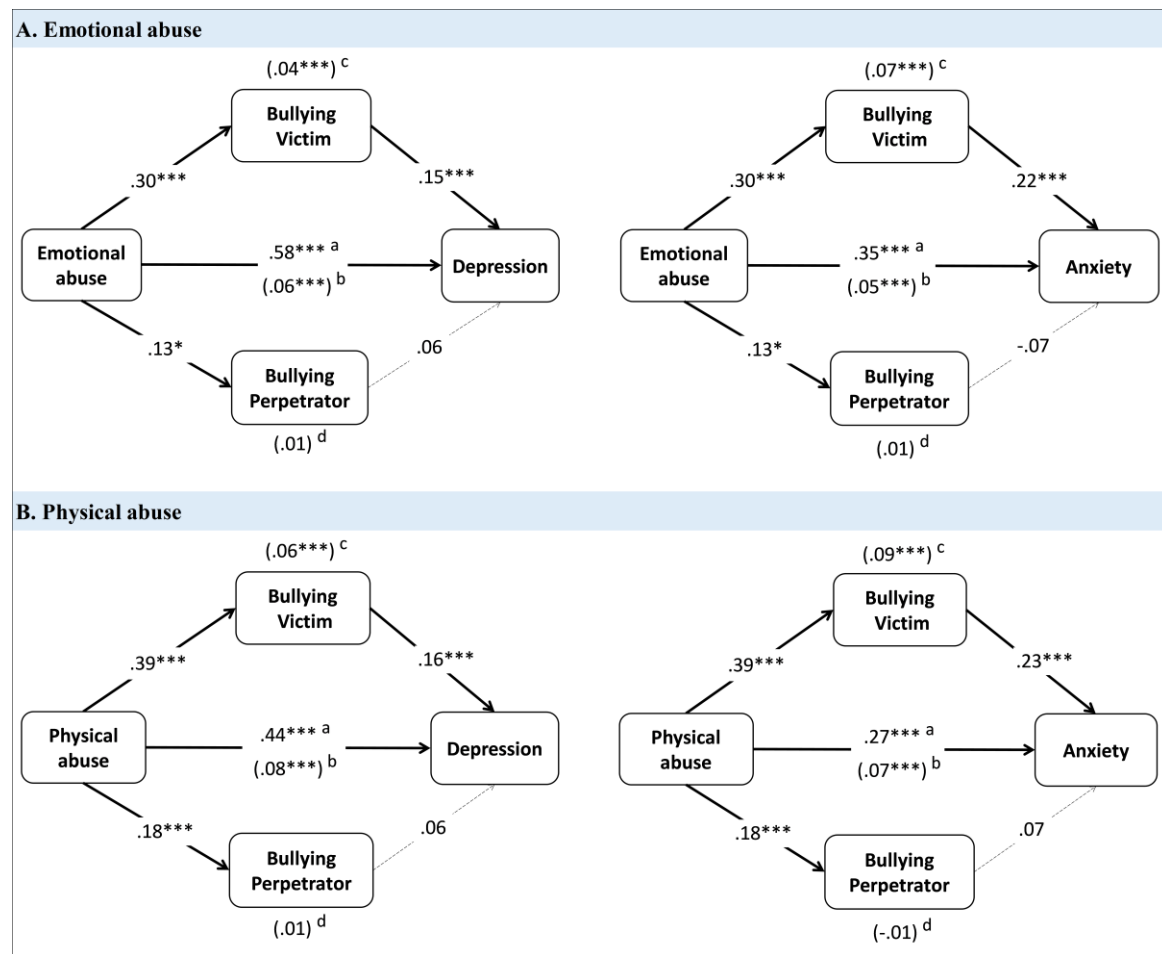 A. Emotional abuse
(.04***) c
Bullying
Victim
.30***
.15***
Emotional
abuse
.58*** a
(.06***) b
Depression
.13*
.06
Bullying
Perpetrator
(.01) d
(.07***) c
Bullying
Victim
.30***
.22***
Emotional
abuse
.35*** a
(.05***) b
Anxiety
.13*
-.07
Bullying
Perpetrator
(.01) d
B. Physical abuse
(.06***) c
Bullying
Victim
.39***
.16***
Physical
abuse
.44*** a
(.08***) b
Depression
.18***
.06
Bullying
Perpetrator
(.01) d
(.09***) c
Bullying
Victim
.39***
.23***
Physical
abuse
.27*** a
(.07***) b
Anxiety
.18***
.07
Bullying
Perpetrator
(-.01) d